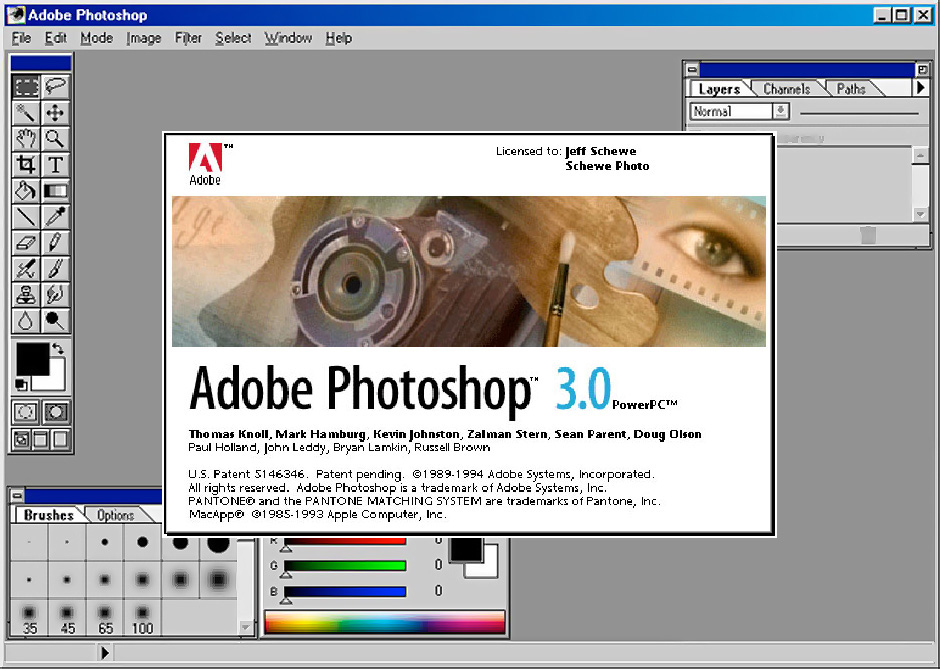 Adobe Photoshop
File Edit Mode Image Filter Select Window Help
Layers Channels Paths
Normal
Adobe
Licensed to: Jeff Schewe
Schewe Photo
Adobe Photoshop™ 3.0 PowerPC™
Thomas Knoll, Mark Hamburg, Kevin Johnston, Zalman Stern, Sean Parent, Doug Olson
Paul Holland, John Leddy, Bryan Lamkin, Russell Brown
U.S. Patent 5146346. Patent pending. ©1989-1994 Adobe Systems, Incorporated.
All rights reserved. Adobe Photoshop is a trademark of Adobe Systems, Inc.
PANTONE® and the PANTONE MATCHING SYSTEM are trademarks of Pantone, Inc.
MacApp® ©1985-1993 Apple Computer, Inc.
Brushes Options
35 45 65 100
R 0
G 0
B 0